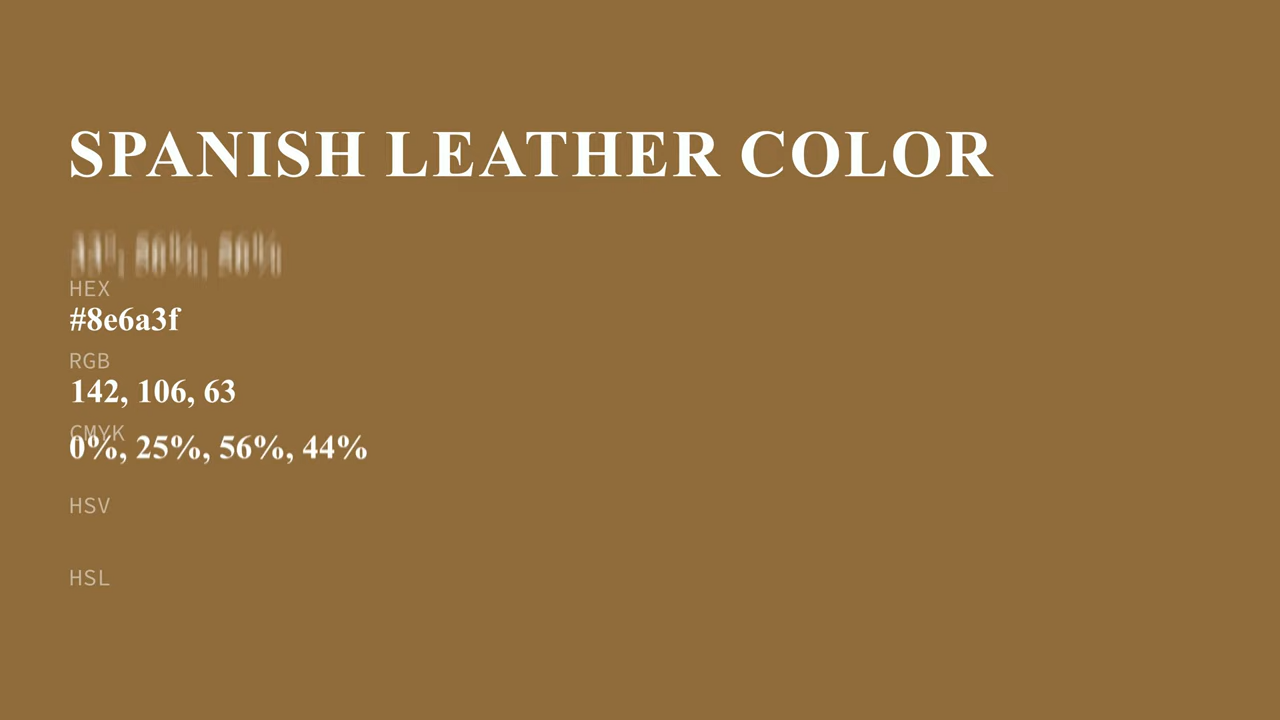 SPANISH LEATHER COLOR
HEX
#8e6a3f
RGB
142, 106, 63
CMYK
0%, 25%, 56%, 44%
HSV
HSL